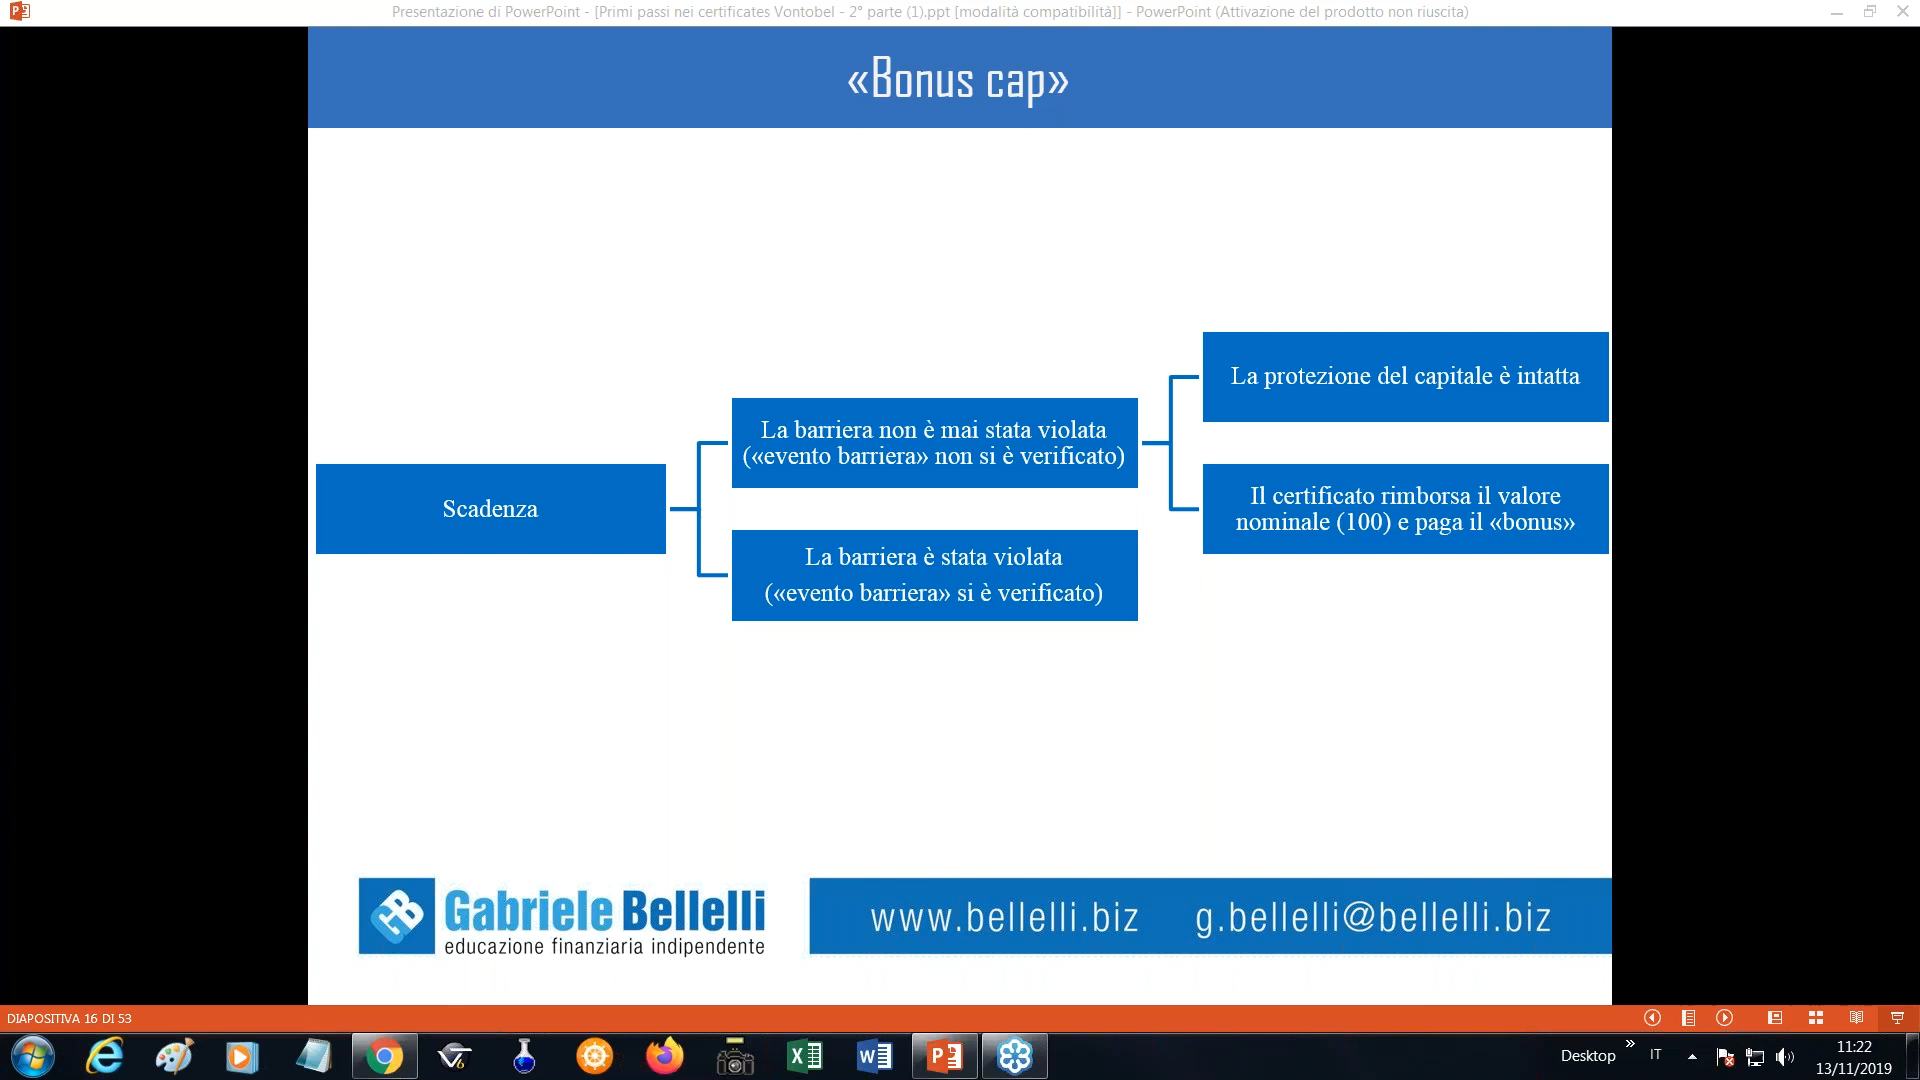 Presentazione di PowerPoint - [Primi passi nei certificates Vontobel - 2° parte (1).ppt [modalità compatibilità]] - PowerPoint (Attivazione del prodotto non riuscita)
«Bonus cap»
La protezione del capitale è intatta
La barriera non è mai stata violata
(«evento barriera» non si è verificato)
Scadenza
Il certificato rimborsa il valore
nominale (100) e paga il «bonus»
La barriera è stata violata
(«evento barriera» si è verificato)
Gabriele Bellelli
educazione finanziaria indipendente
www.bellelli.biz g.bellelli@bellelli.biz
DIAPOSITIVA 16 DI 53
Desktop
IT
11:22
13/11/2019